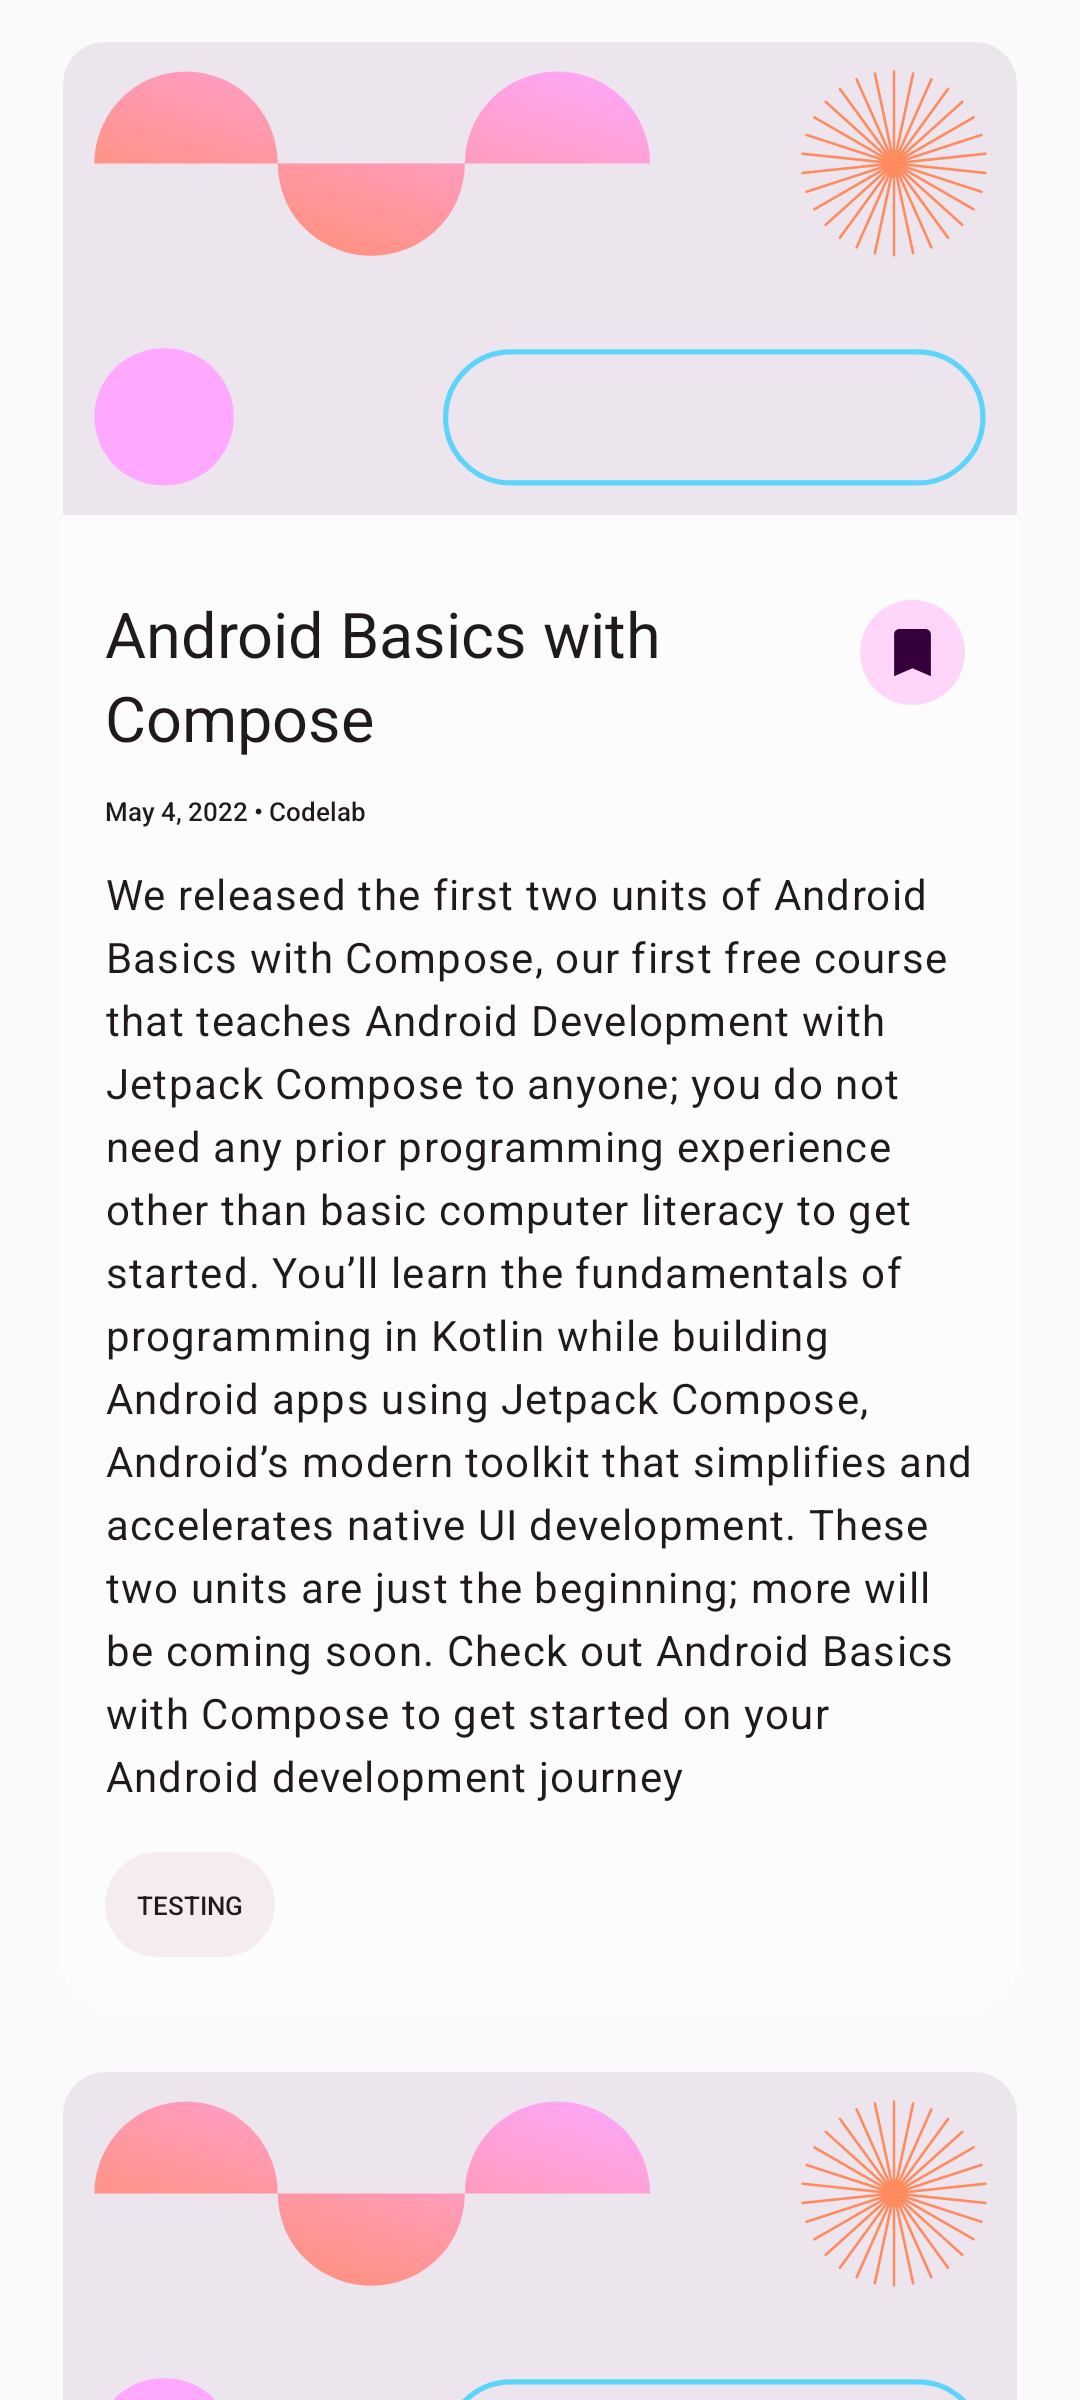 Android Basics with
Compose
May 4, 2022 • Codelab
We released the first two units of Android
Basics with Compose, our first free course
that teaches Android Development with
Jetpack Compose to anyone; you do not
need any prior programming experience
other than basic computer literacy to get
started. You’ll learn the fundamentals of
programming in Kotlin while building
Android apps using Jetpack Compose,
Android’s modern toolkit that simplifies and
accelerates native UI development. These
two units are just the beginning; more will
be coming soon. Check out Android Basics
with Compose to get started on your
Android development journey
TESTING